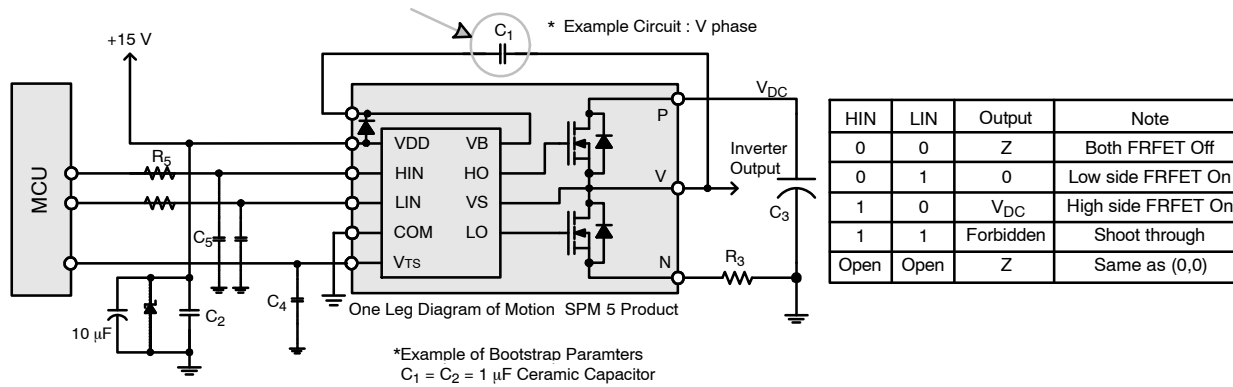 C1
* Example Circuit : V phase
+15 V
VDC
P
R5
VDD VB
HIN HO
LIN VS
COM LO
VTS
MCU
Inverter
Output
V
C5
C3
R3
N
C4
C2
10 μF
One Leg Diagram of Motion SPM 5 Product
*Example of Bootstrap Paramters
C1 = C2 = 1 μF Ceramic Capacitor
HIN LIN Output Note
0 0 Z Both FRFET Off
0 1 0 Low side FRFET On
1 0 VDC High side FRFET On
1 1 Forbidden Shoot through
Open Open Z Same as (0,0)